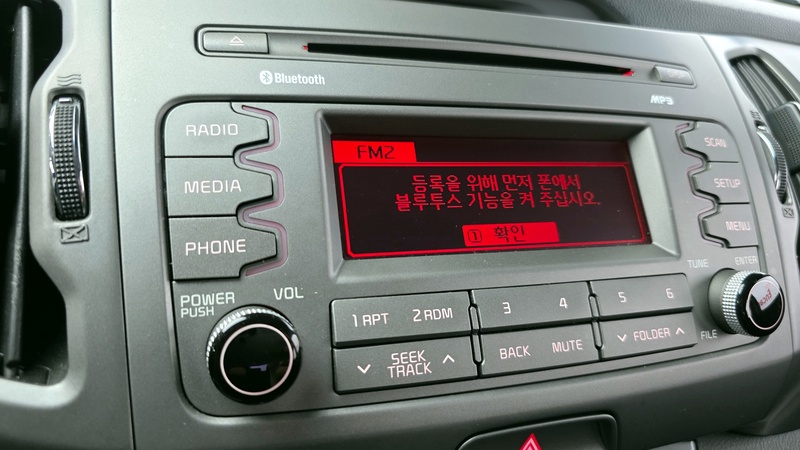 Bluetooth
MP3
RADIO
MEDIA
PHONE
FM2
등록을 위해 먼저 폰에서
블루투스 기능을 켜 주십시오.
1 확인
SCAN
SETUP
MENU
POWER
PUSH
VOL
1 RPT 2 RDM
3 4
5 6
SEEK
TRACK
BACK MUTE
FOLDER
TUNE
ENTER
FILE